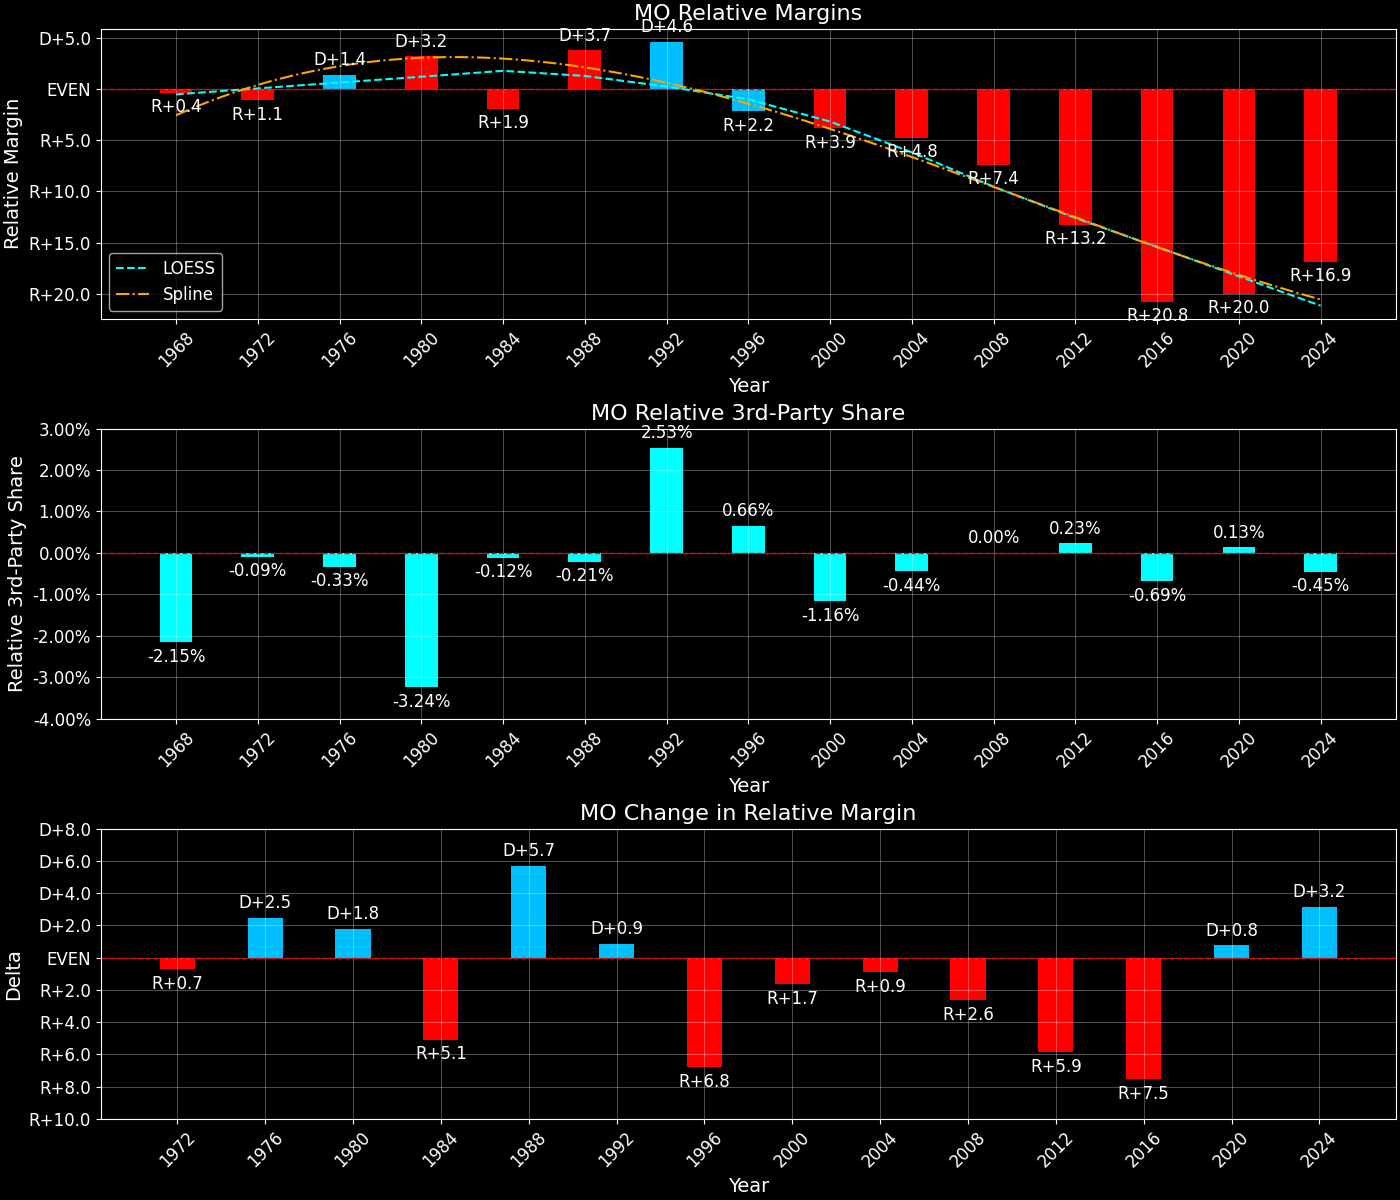 MO Relative Margins
Relative Margin
D+5.0
EVEN
R+5.0
R+10.0
R+15.0
R+20.0
R+0.4
R+1.1
D+1.4
D+3.2
R+1.9
D+3.7
D+4.6
R+2.2
R+3.9
R+4.8
R+7.4
R+13.2
R+20.8
R+20.0
R+16.9
LOESS
Spline
1968
1972
1976
1980
1984
1988
1992
1996
2000
2004
2008
2012
2016
2020
2024
Year
MO Relative 3rd-Party Share
Relative 3rd-Party Share
3.00%
2.00%
1.00%
0.00%
-1.00%
-2.00%
-3.00%
-4.00%
-2.15%
-0.09%
-0.33%
-3.24%
-0.12%
-0.21%
2.53%
0.66%
-1.16%
-0.44%
0.00%
0.23%
-0.69%
0.13%
-0.45%
1968
1972
1976
1980
1984
1988
1992
1996
2000
2004
2008
2012
2016
2020
2024
Year
MO Change in Relative Margin
Delta
D+8.0
D+6.0
D+4.0
D+2.0
EVEN
R+2.0
R+4.0
R+6.0
R+8.0
R+10.0
R+0.7
D+2.5
D+1.8
R+5.1
D+5.7
D+0.9
R+6.8
R+1.7
R+0.9
R+2.6
R+5.9
R+7.5
D+0.8
D+3.2
1972
1976
1980
1984
1988
1992
1996
2000
2004
2008
2012
2016
2020
2024
Year